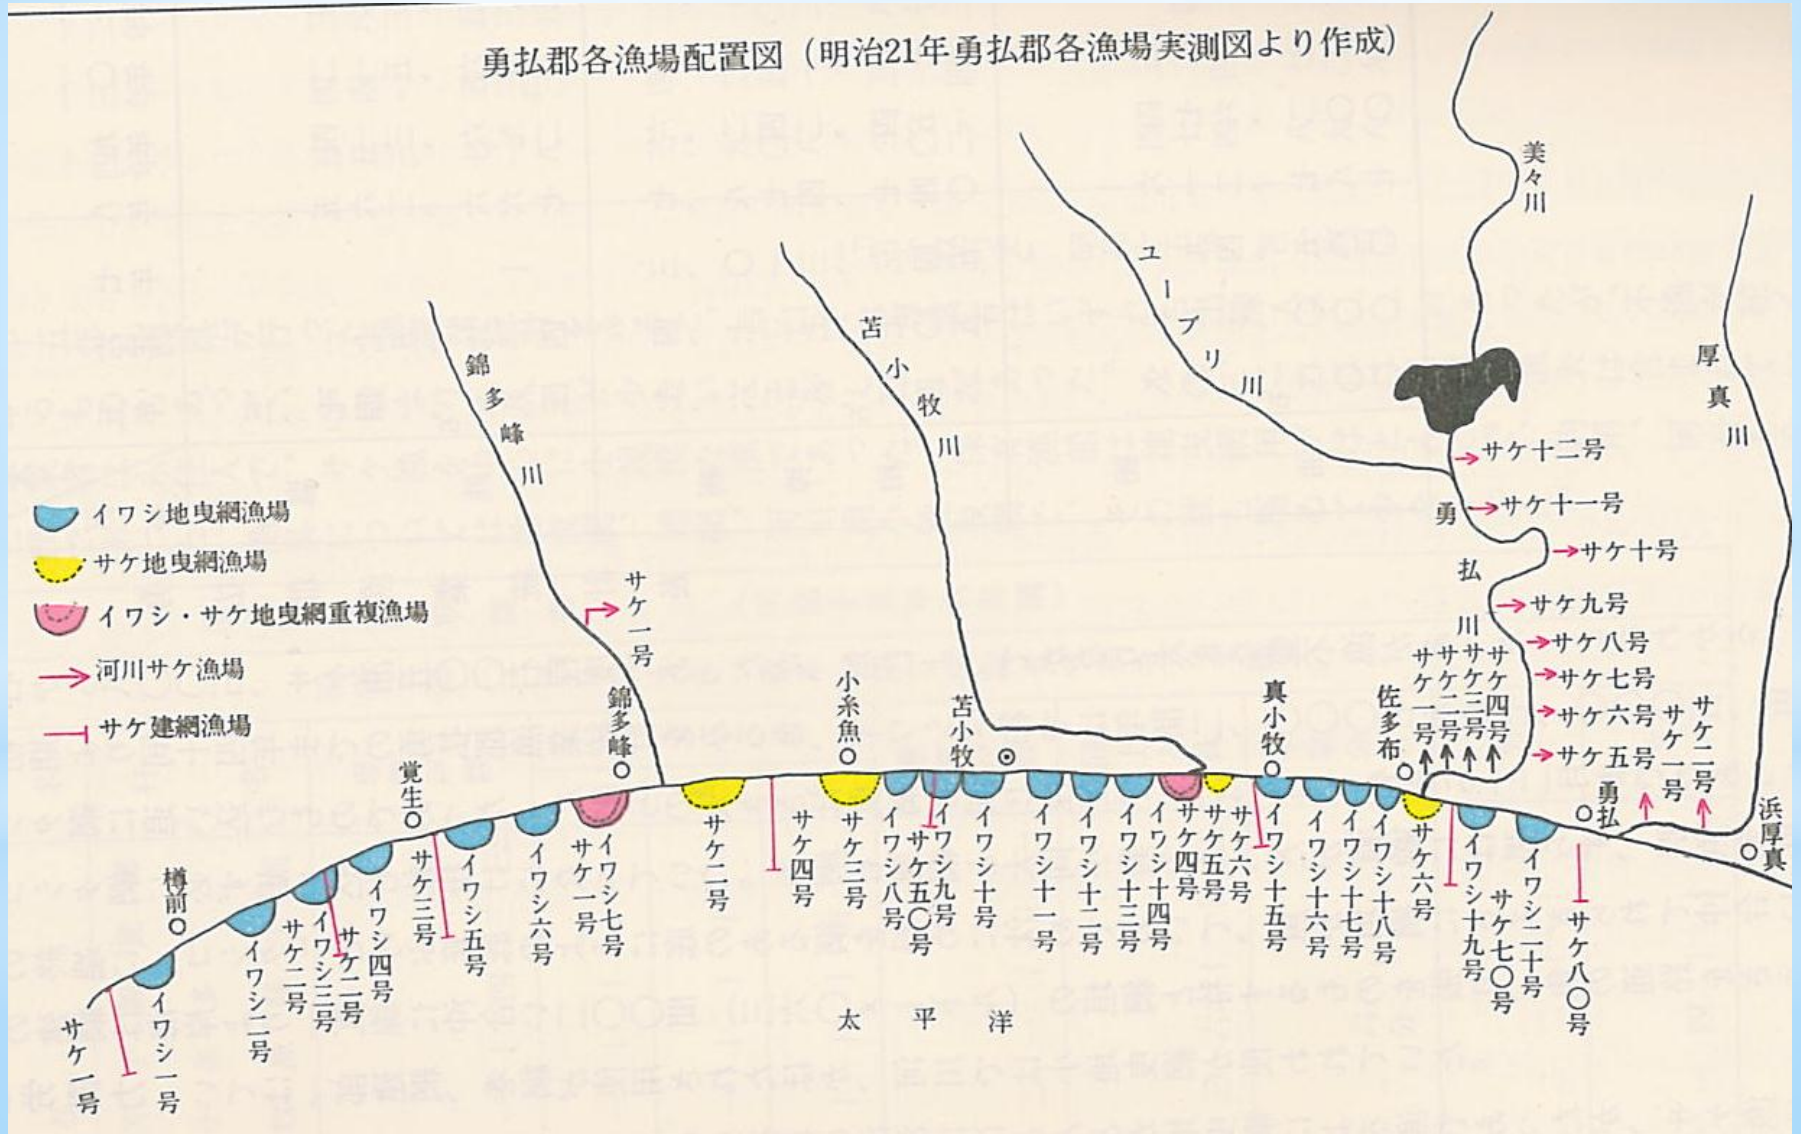 勇払郡各漁場配置図（明治21年勇払郡各漁場実測図より作成）
イワシ地曳網漁場
サケ地曳網漁場
イワシ・サケ地曳網重複漁場
河川サケ漁場
サケ建網漁場
錦多峰川
苫小牧川
ユーブリ川
美々川
厚真川
勇払川
サケ十二号
サケ十一号
サケ十号
サケ九号
サケ八号
サケ七号
サケ六号
サケ五号
サケ一号
サケ二号
サケ三号
サケ四号
サケ一号
サケ二号
サケ一号
樽前
覚生
錦多峰
小糸魚
苫小牧
真小牧
佐多布
勇払
浜厚真
サケ一号
イワシ一号
イワシ二号
サケ二号
イワシ三号
サケ二号
イワシ四号
サケ三号
イワシ五号
イワシ六号
サケ一号
イワシ七号
サケ二号
サケ四号
サケ三号
イワシ八号
サケ五〇号
イワシ九号
イワシ十号
イワシ十一号
イワシ十二号
イワシ十三号
イワシ十四号
サケ四号
サケ五号
サケ六号
イワシ十五号
イワシ十六号
イワシ十七号
イワシ十八号
サケ六号
イワシ十九号
サケ七〇号
イワシ二十号
サケ八〇号
太平洋